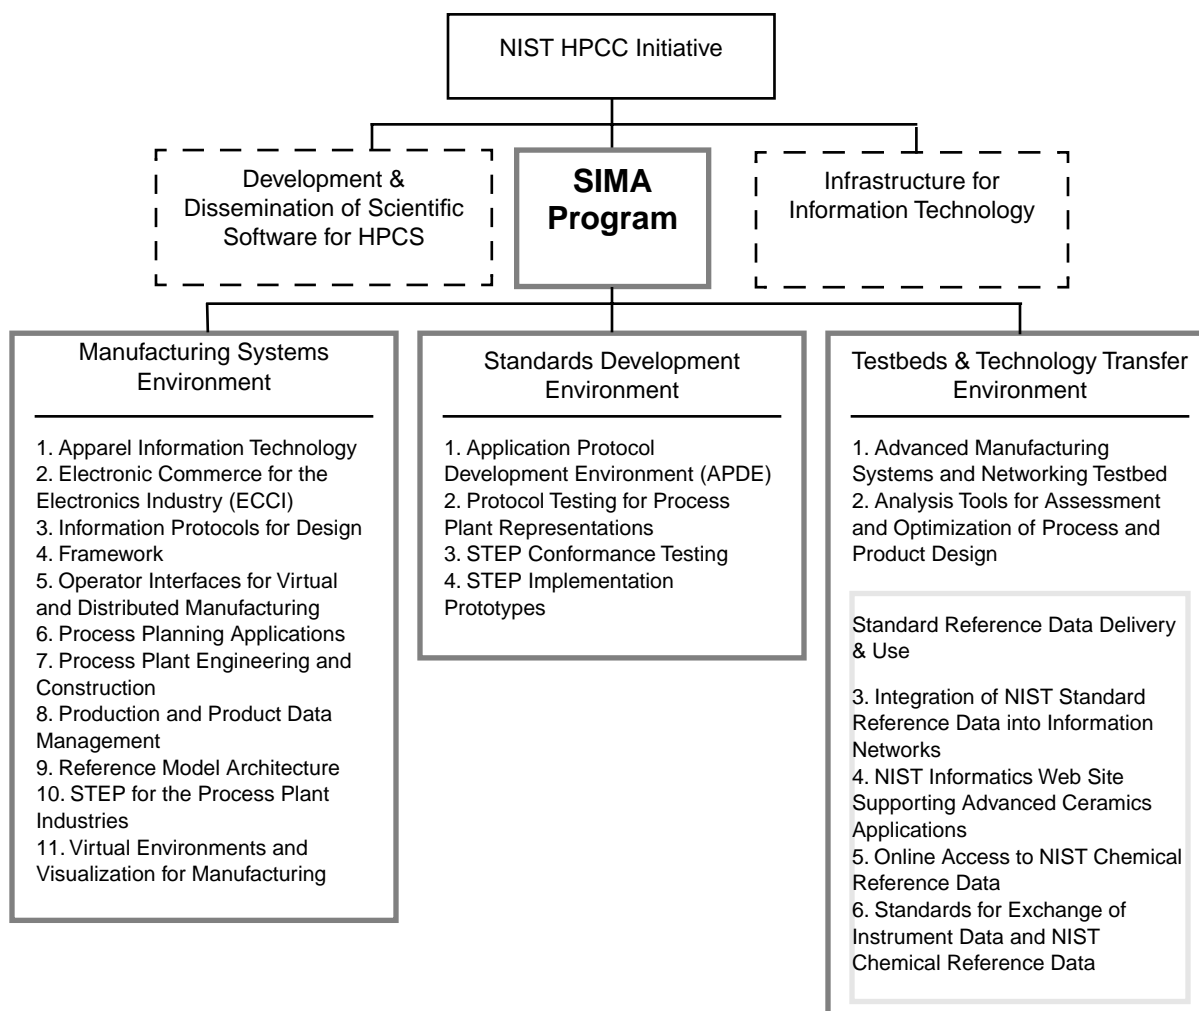 NIST HPCC Initiative
Development &
Dissemination of Scientific
Software for HPCS
SIMA
Program
Infrastructure for
Information Technology
Manufacturing Systems
Environment
1. Apparel Information Technology
2. Electronic Commerce for the
Electronics Industry (ECCI)
3. Information Protocols for Design
4. Framework
5. Operator Interfaces for Virtual
and Distributed Manufacturing
6. Process Planning Applications
7. Process Plant Engineering and
Construction
8. Production and Product Data
Management
9. Reference Model Architecture
10. STEP for the Process Plant
Industries
11. Virtual Environments and
Visualization for Manufacturing
Standards Development
Environment
1. Application Protocol
Development Environment (APDE)
2. Protocol Testing for Process
Plant Representations
3. STEP Conformance Testing
4. STEP Implementation
Prototypes
Testbeds & Technology Transfer
Environment
1. Advanced Manufacturing
Systems and Networking Testbed
2. Analysis Tools for Assessment
and Optimization of Process and
Product Design
Standard Reference Data Delivery
& Use
3. Integration of NIST Standard
Reference Data into Information
Networks
4. NIST Informatics Web Site
Supporting Advanced Ceramics
Applications
5. Online Access to NIST Chemical
Reference Data
6. Standards for Exchange of
Instrument Data and NIST
Chemical Reference Data